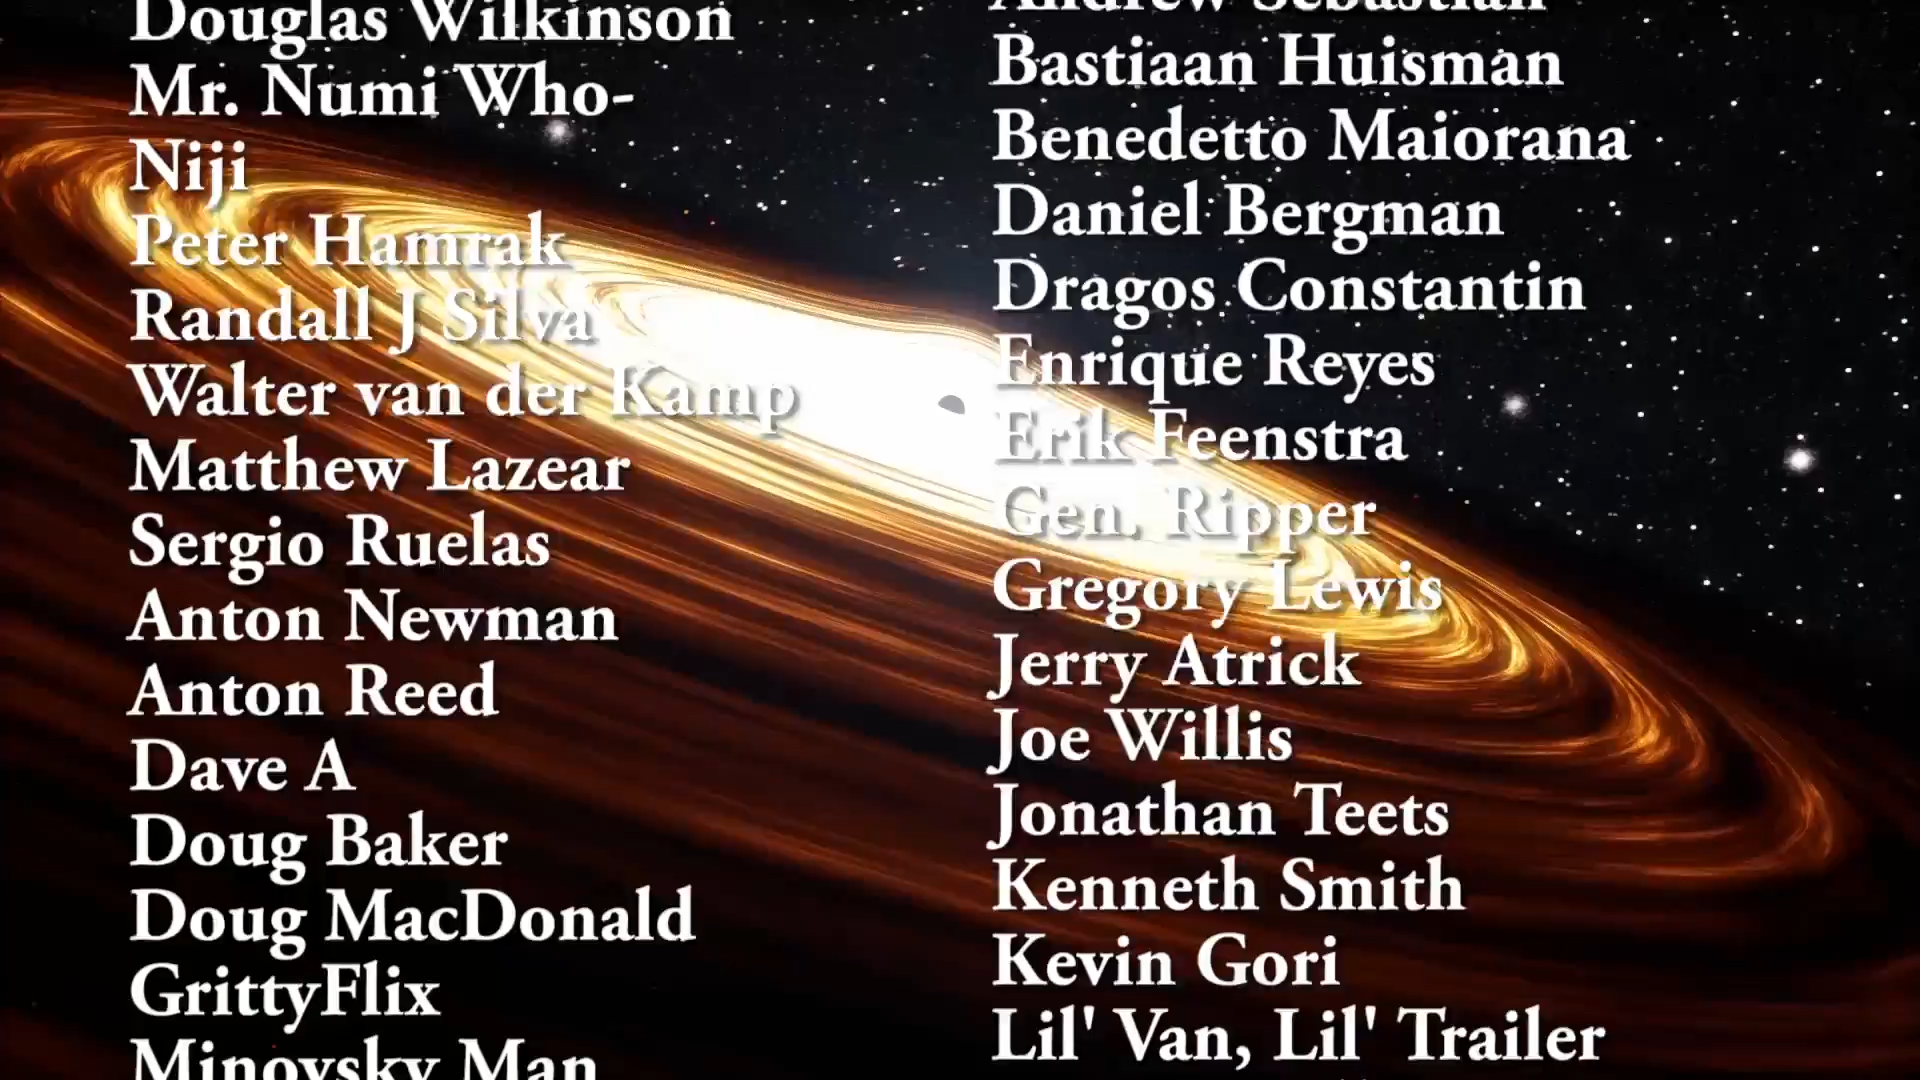 Douglas Wilkinson
Mr. Numi Who-
Niji
Peter Hamrak
Randall J Silva
Walter van der Kamp
Matthew Lazear
Sergio Ruelas
Anton Newman
Anton Reed
Dave A
Doug Baker
Doug MacDonald
GrittyFlix
Minovsky Man
Andrew Sebastian
Bastiaan Huisman
Benedetto Maiorana
Daniel Bergman
Dragos Constantin
Enrique Reyes
Erik Feenstra
Gen. Ripper
Gregory Lewis
Jerry Atrick
Joe Willis
Jonathan Teets
Kenneth Smith
Kevin Gori
Lil' Van, Lil' Trailer